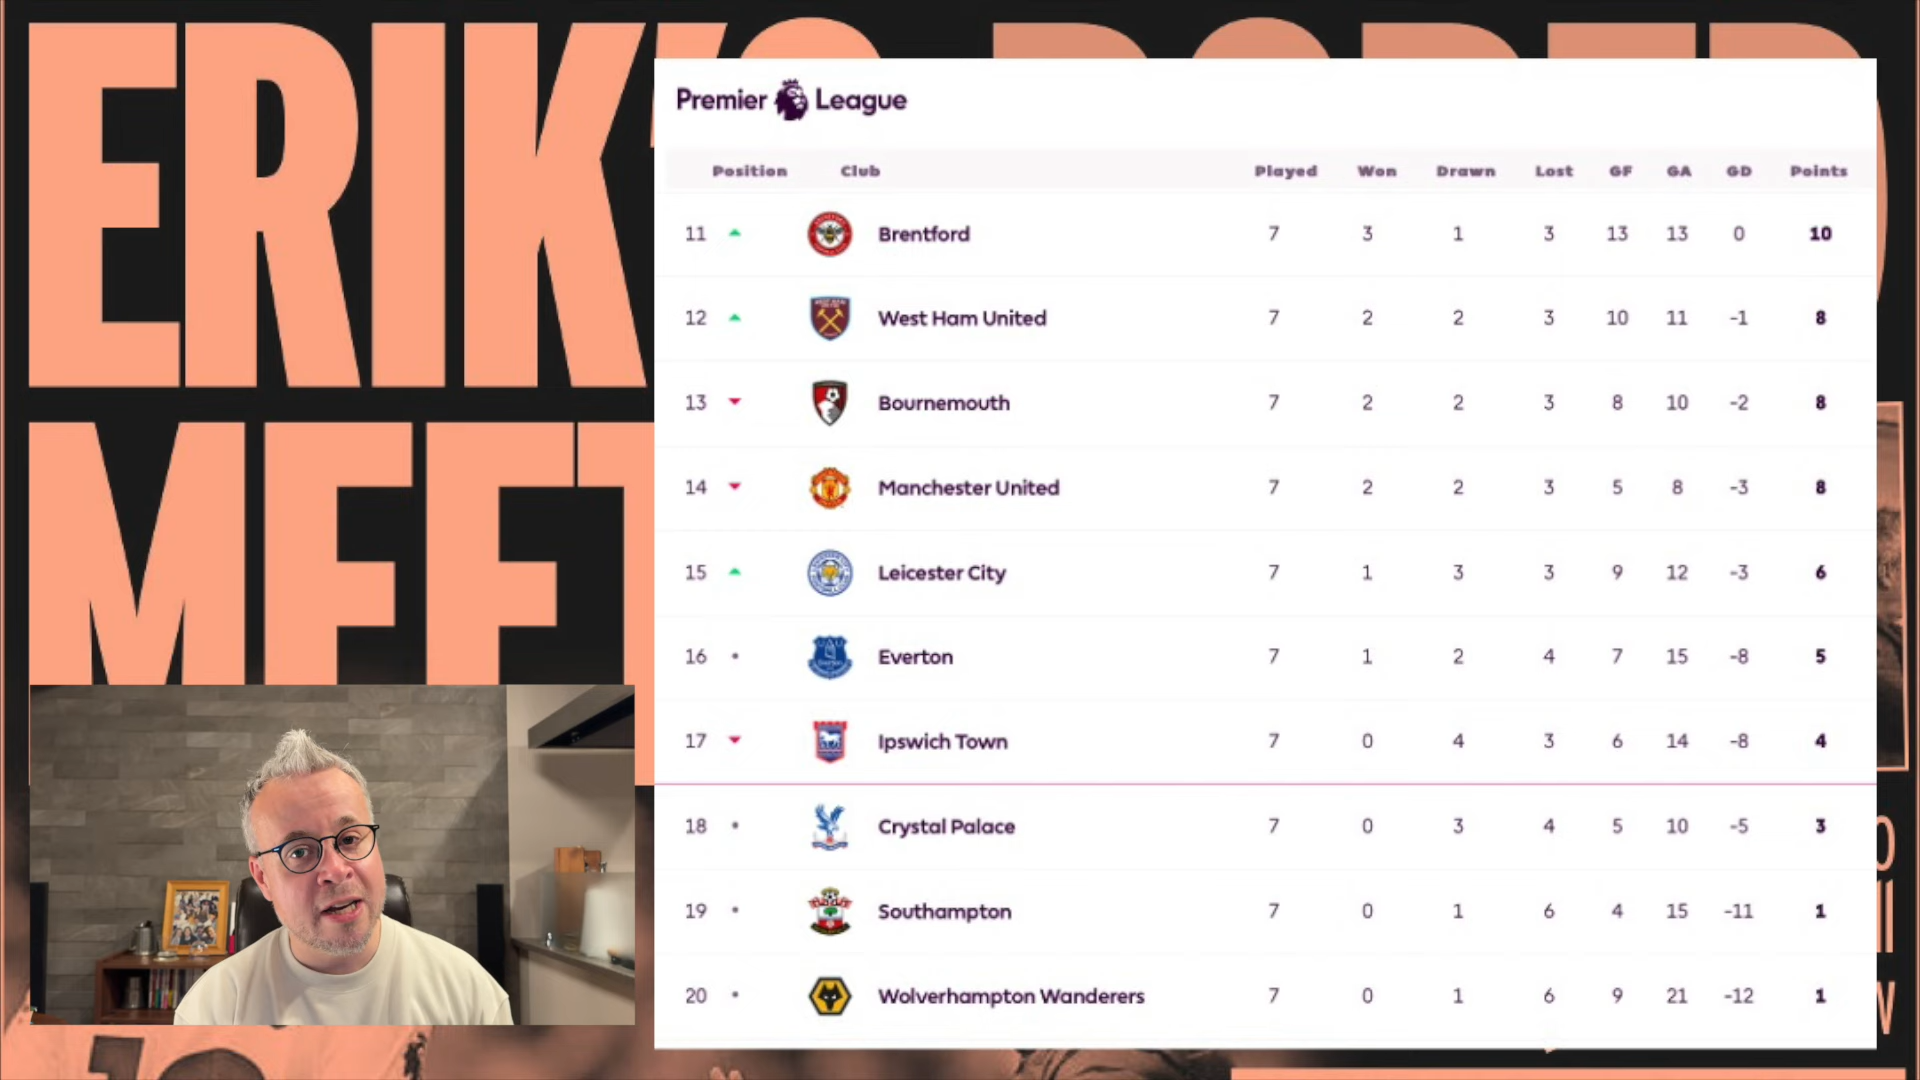 ERIK'S
MEET
Premier League
Position Club Played Won Drawn Lost GF GA GD Points
11 Brentford 7 3 1 3 13 13 0 10
12 West Ham United 7 2 2 3 10 11 -1 8
13 Bournemouth 7 2 2 3 8 10 -2 8
14 Manchester United 7 2 2 3 5 8 -3 8
15 Leicester City 7 1 3 3 9 12 -3 6
16 Everton 7 1 2 4 7 15 -8 5
17 Ipswich Town 7 0 4 3 6 14 -8 4
18 Crystal Palace 7 0 3 4 5 10 -5 3
19 Southampton 7 0 1 6 4 15 -11 1
20 Wolverhampton Wanderers 7 0 1 6 9 21 -12 1